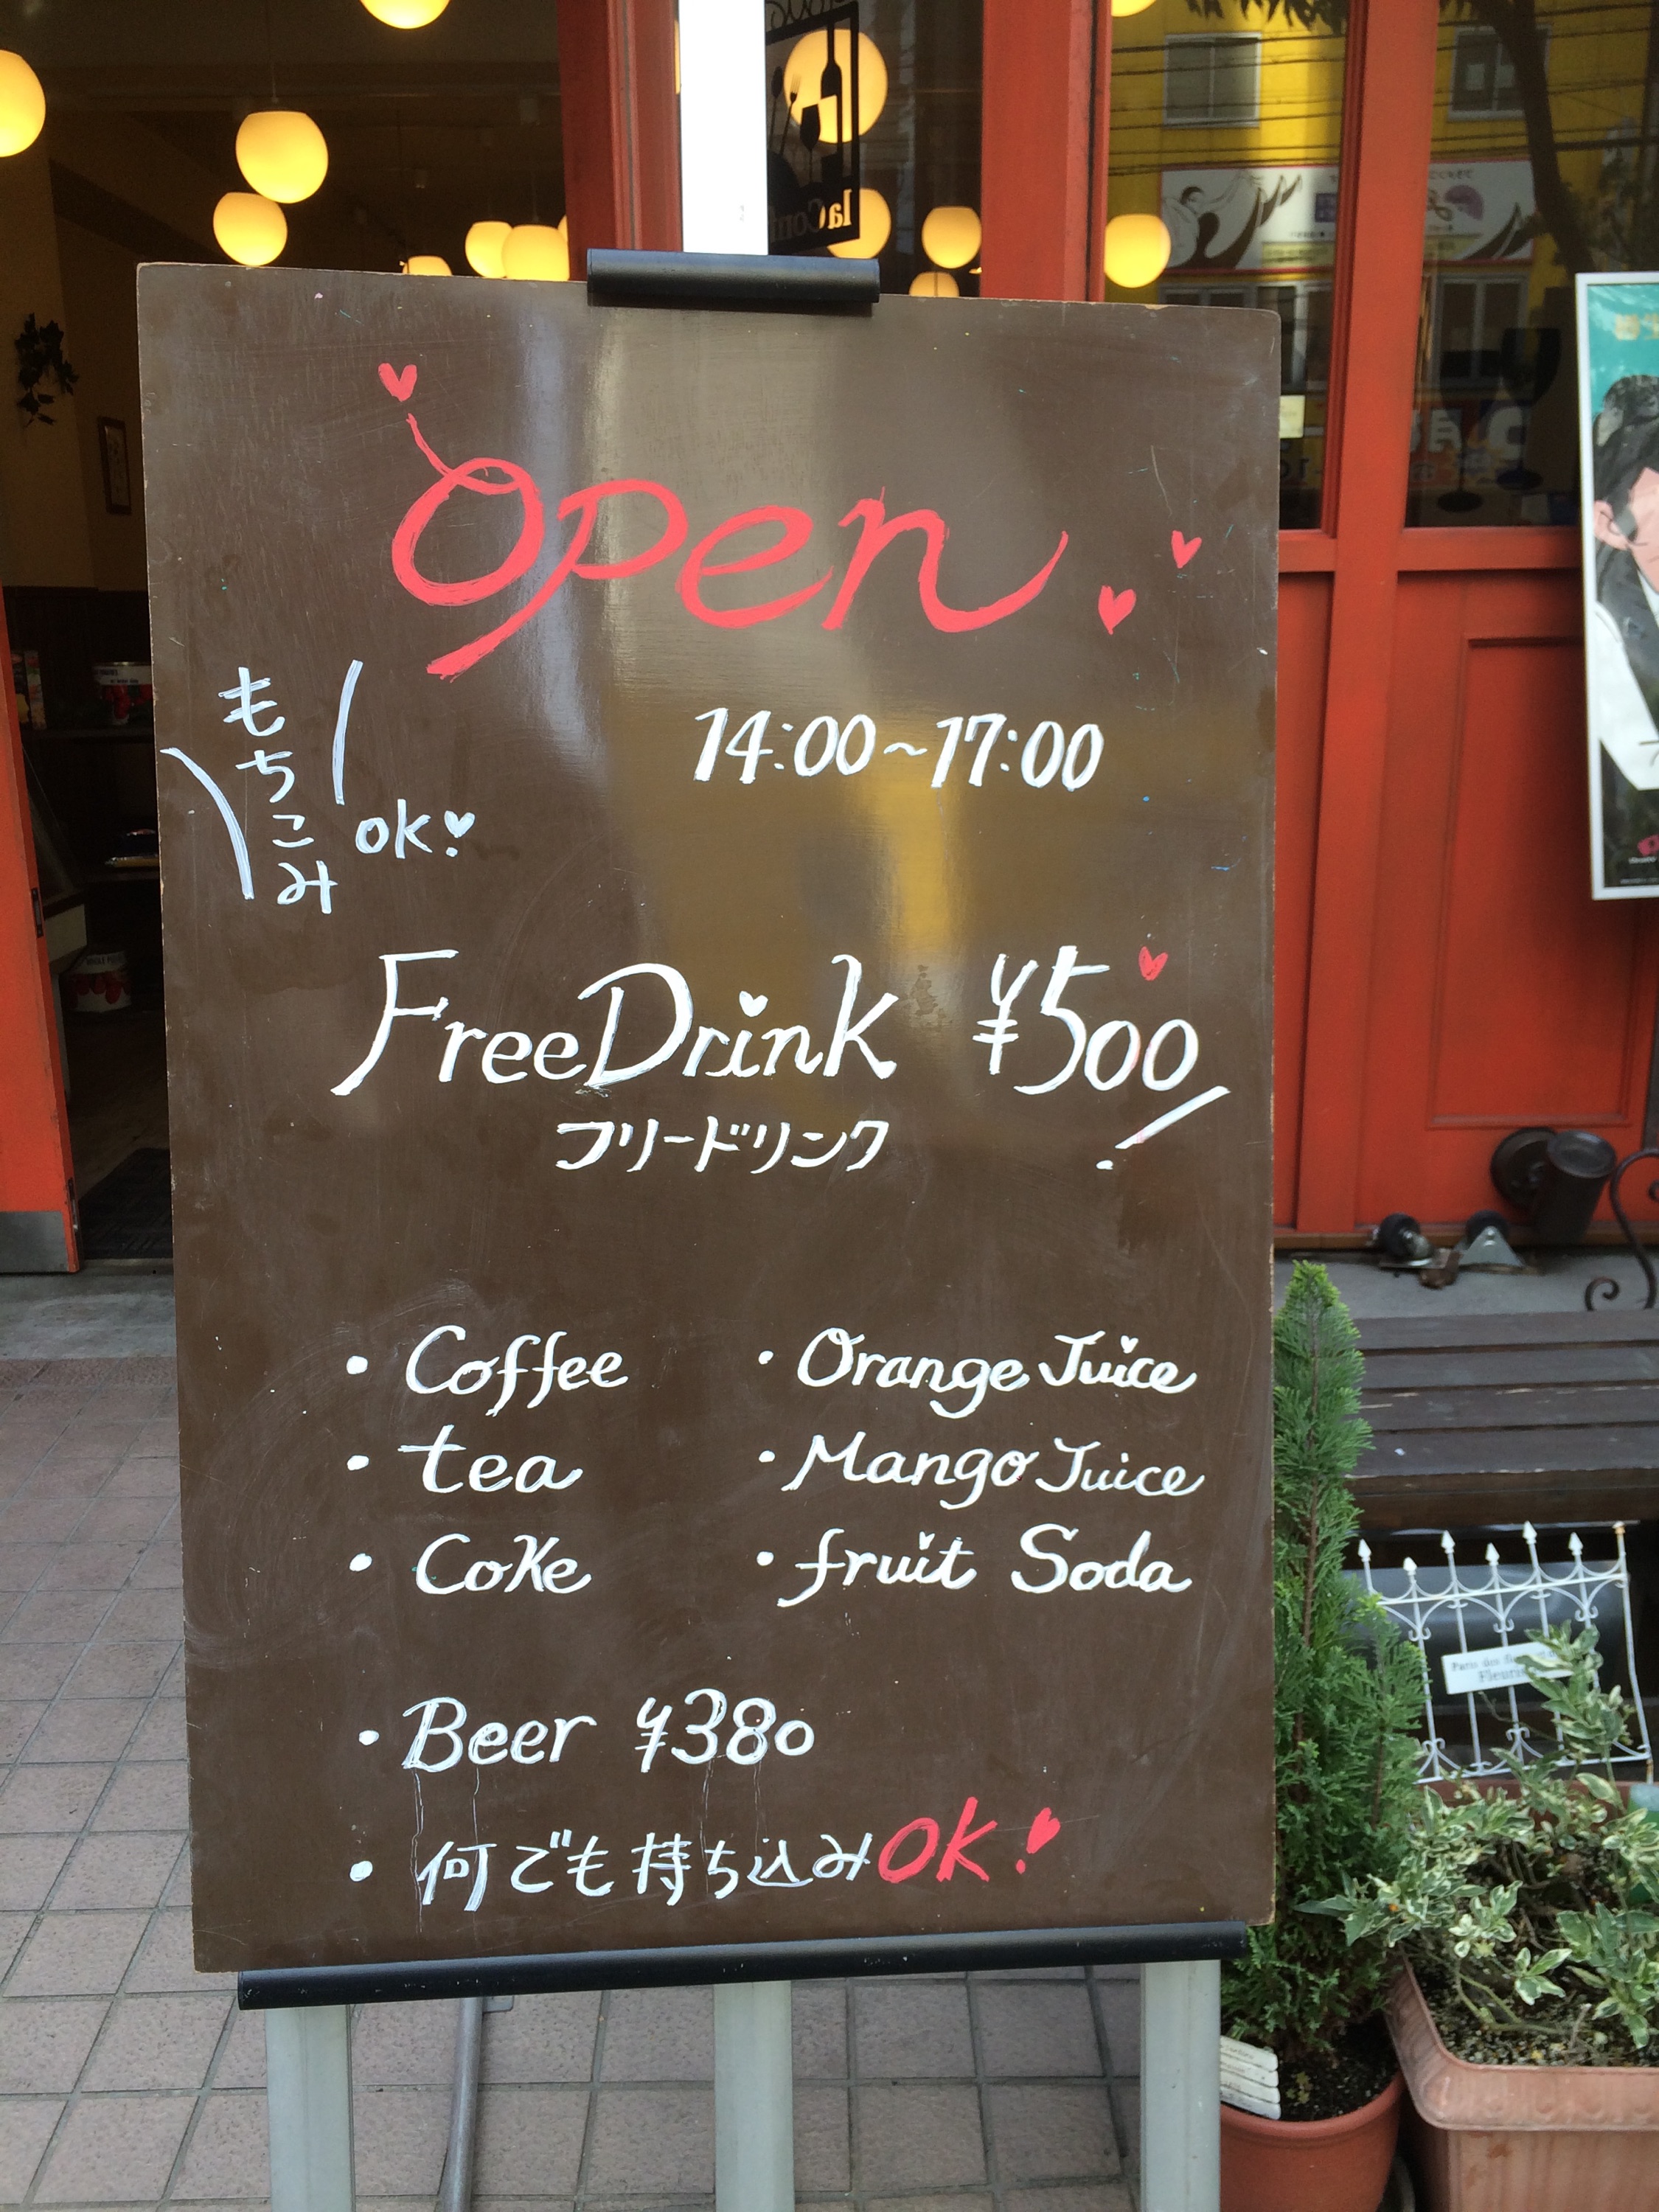 Open
14:00~17:00
もちこみ
OK!
FreeDrink ¥500
フリードリンク
・Coffee
・tea
・Coke
・Orange Juice
・Mango Juice
・fruit Soda
・Beer ¥380
・何でも持ち込みOK!